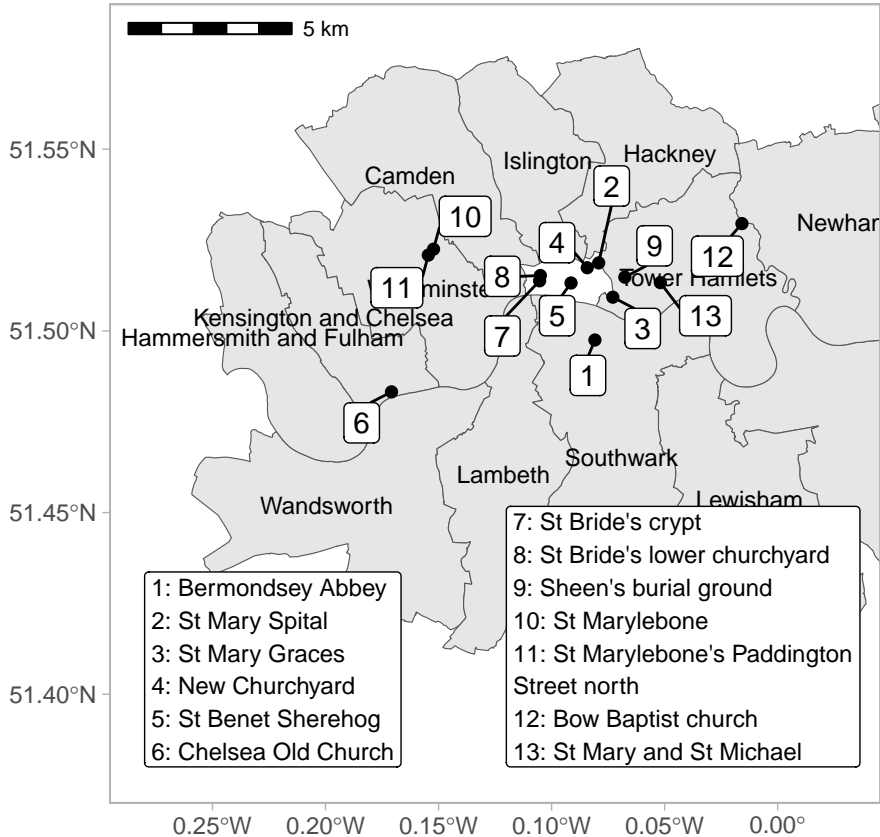 5 km
51.55°N
51.50°N
51.45°N
51.40°N
Hackney
Islington
Camden
2
10
Newham
4
9
12
8
Tower Hamlets
11
Westminster
5
13
Kensington and Chelsea
7
3
Hammersmith and Fulham
1
6
Southwark
Lambeth
Lewisham
Wandsworth
7: St Bride's crypt
8: St Bride's lower churchyard
9: Sheen's burial ground
10: St Marylebone
11: St Marylebone's Paddington
Street north
12: Bow Baptist church
13: St Mary and St Michael
1: Bermondsey Abbey
2: St Mary Spital
3: St Mary Graces
4: New Churchyard
5: St Benet Sherehog
6: Chelsea Old Church
0.25°W
0.20°W
0.15°W
0.10°W
0.05°W
0.00°